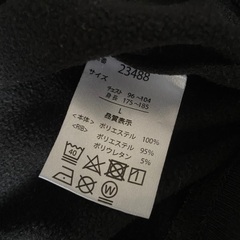 番 23488
サイズ
チェスト 96～104
身長 175～185
L
品質表示
<本体>
ポリエステル 100%
<RB>
ポリエステル 95%
ポリウレタン 5%
40
W